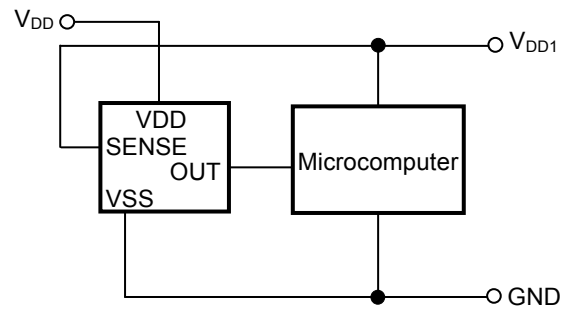 VDD
VDD1
VDD
SENSE
OUT
VSS
Microcomputer
GND